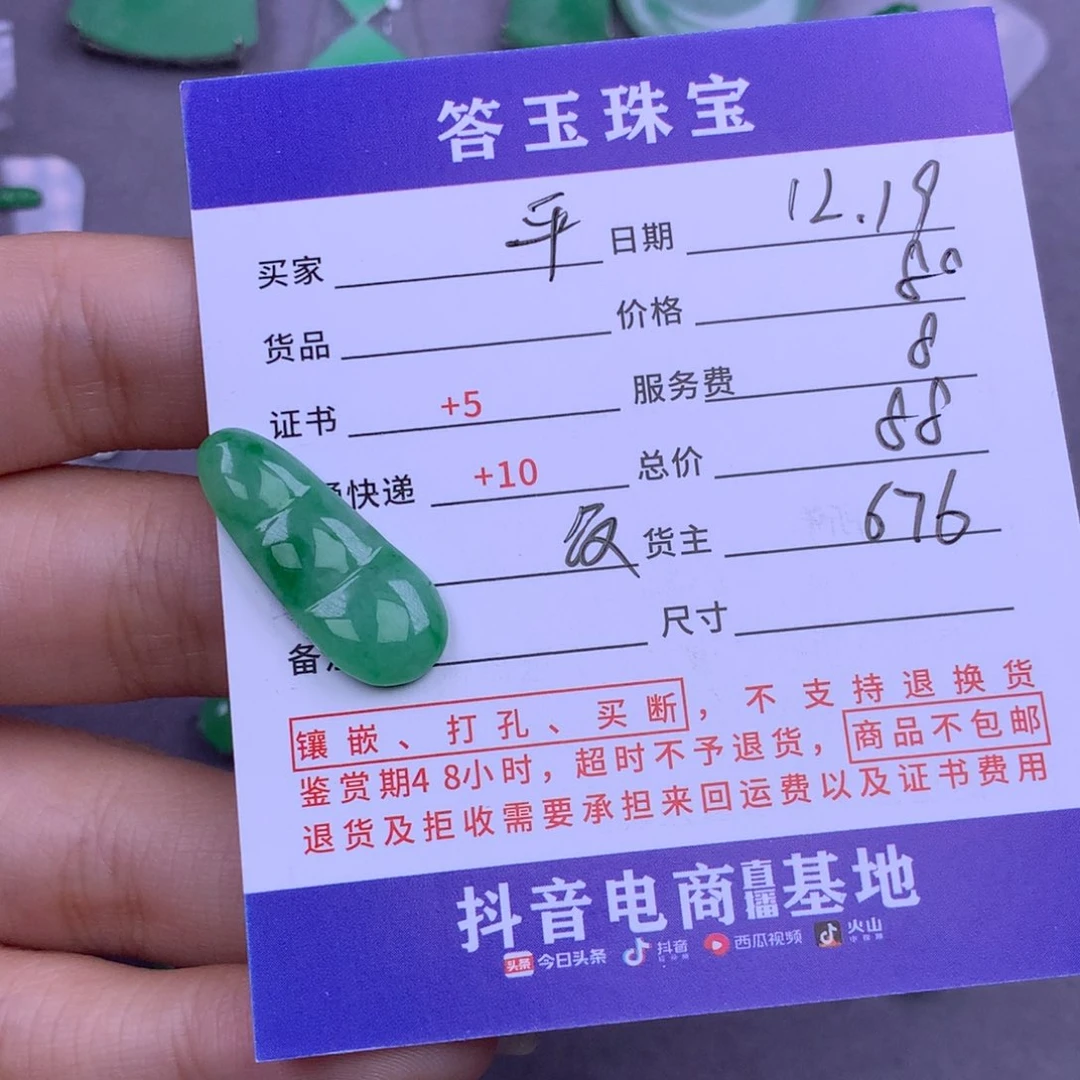 答玉珠宝
买家 平 日期 12.19
货品 价格 80
证书 +5 服务费 8
快递 +10 总价 88
货主 676
备 尺寸
镶嵌、打孔、买断，不支持退换货
鉴赏期48小时，超时不予退货，商品不包邮
退货及拒收需要承担来回运费以及证书费用
抖音电商直播基地
头条 今日头条 抖音 西瓜视频 火山